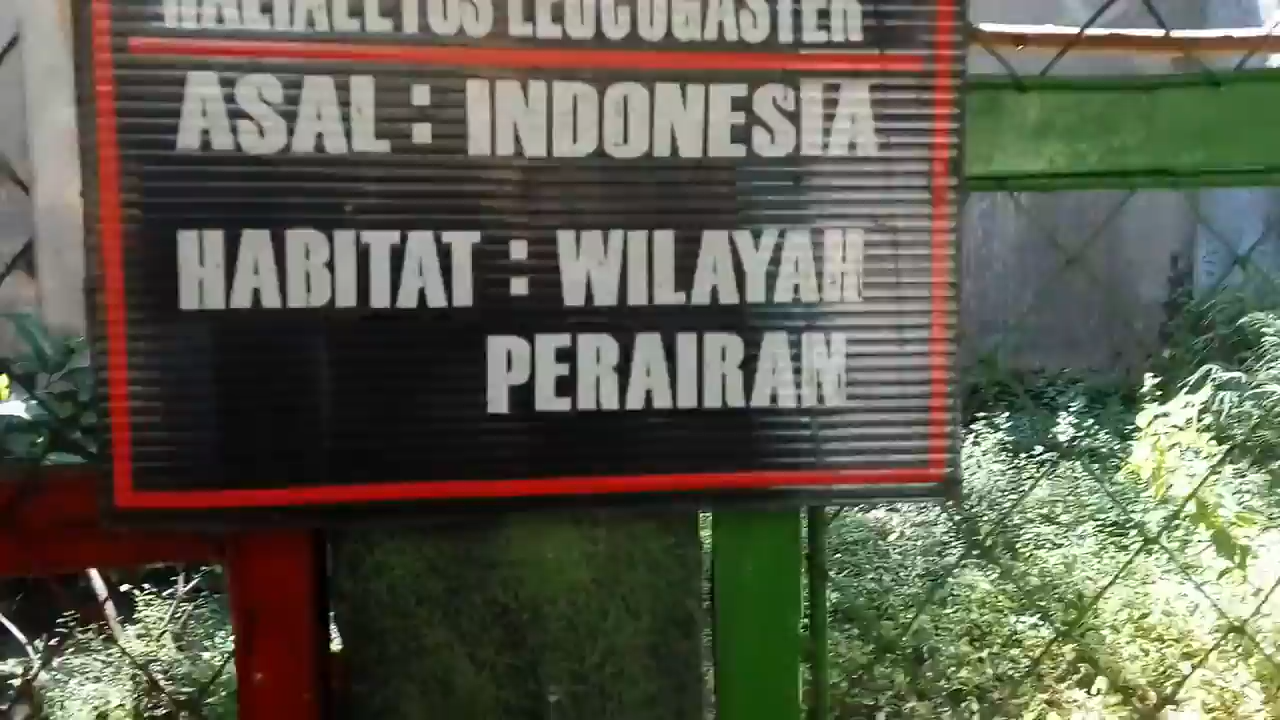 HALIAEETUS LEUCOGASTER
ASAL : INDONESIA
HABITAT : WILAYAH
PERAIRAN